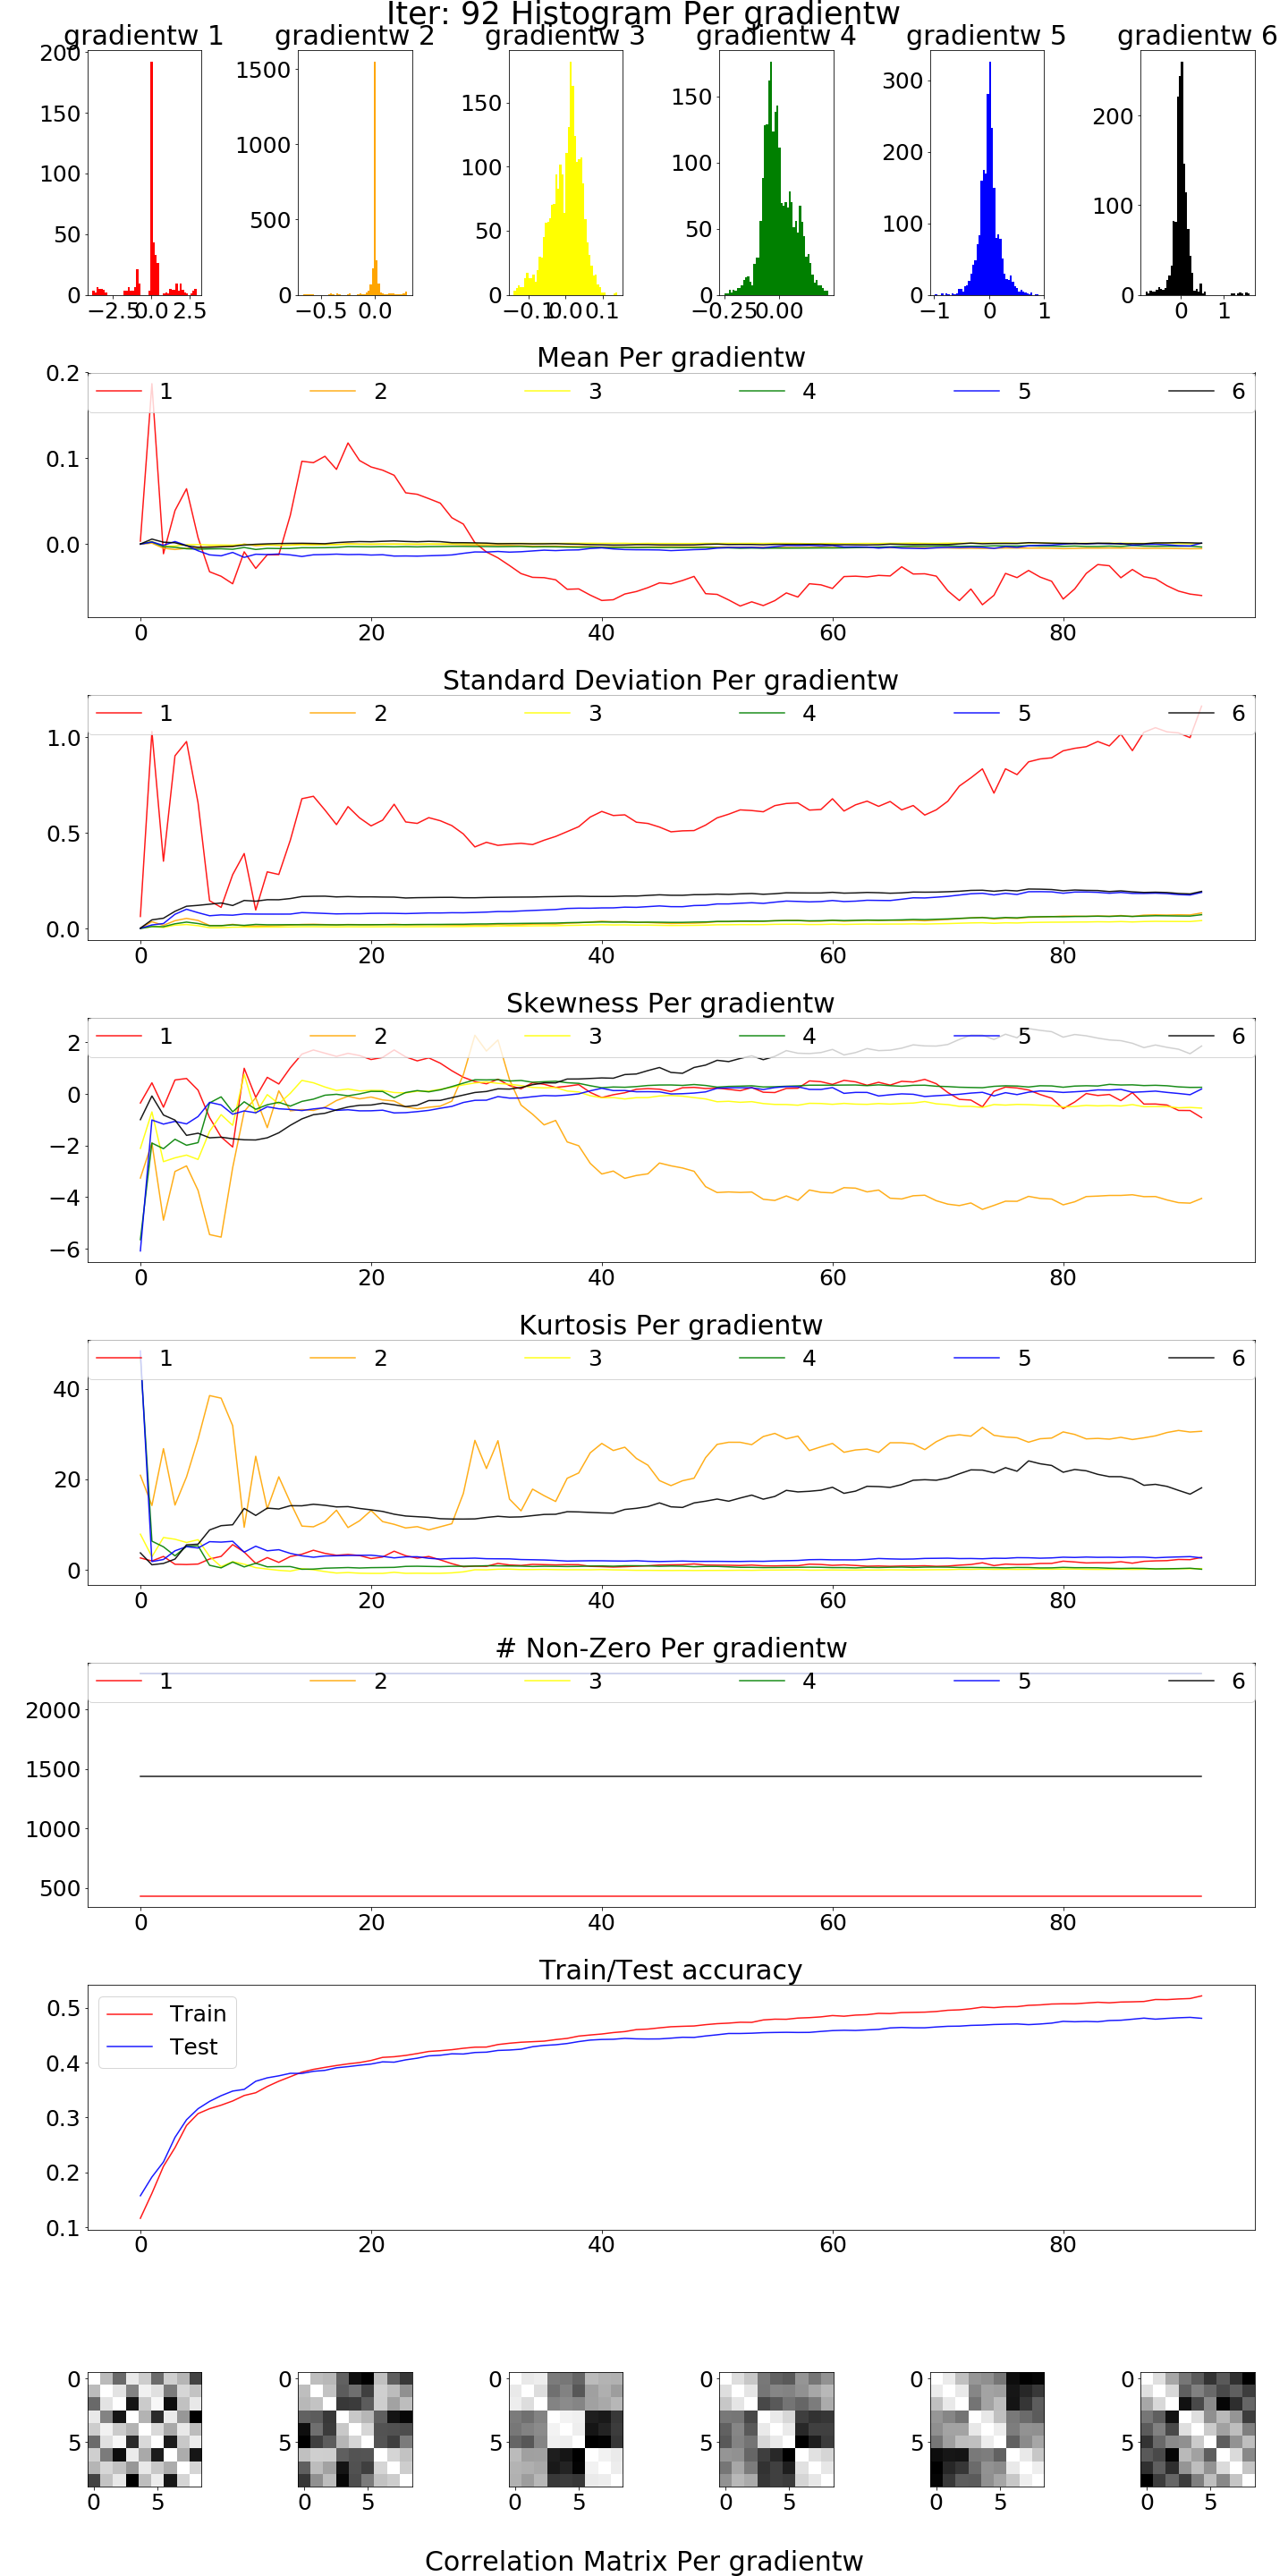 Iter: 92 Histogram Per gradientw
gradientw 1 gradientw 2 gradientw 3 gradientw 4 gradientw 5 gradientw 6
200 150 100 50 0
−2.5 0.0 2.5
1500 1000 500 0
−0.5 0.0
150 100 50 0
−0.1 0.00 0.1
150 100 50 0
−0.25 0.00
300 200 100 0
−1 0 1
200 100 0
0 1
Mean Per gradientw
1 2 3 4 5 6
0.2
0.1
0.0
0 20 40 60 80
Standard Deviation Per gradientw
1 2 3 4 5 6
1.0
0.5
0.0
0 20 40 60 80
Skewness Per gradientw
1 2 3 4 5 6
2
0
−2
−4
−6
0 20 40 60 80
Kurtosis Per gradientw
1 2 3 4 5 6
40
20
0
0 20 40 60 80
# Non-Zero Per gradientw
1 2 3 4 5 6
2000
1500
1000
500
0 20 40 60 80
Train/Test accuracy
Train
Test
0.5
0.4
0.3
0.2
0.1
0 20 40 60 80
0 0 0 0 0 0
5 5 5 5 5 5
0 5 0 5 0 5 0 5 0 5 0 5
Correlation Matrix Per gradientw